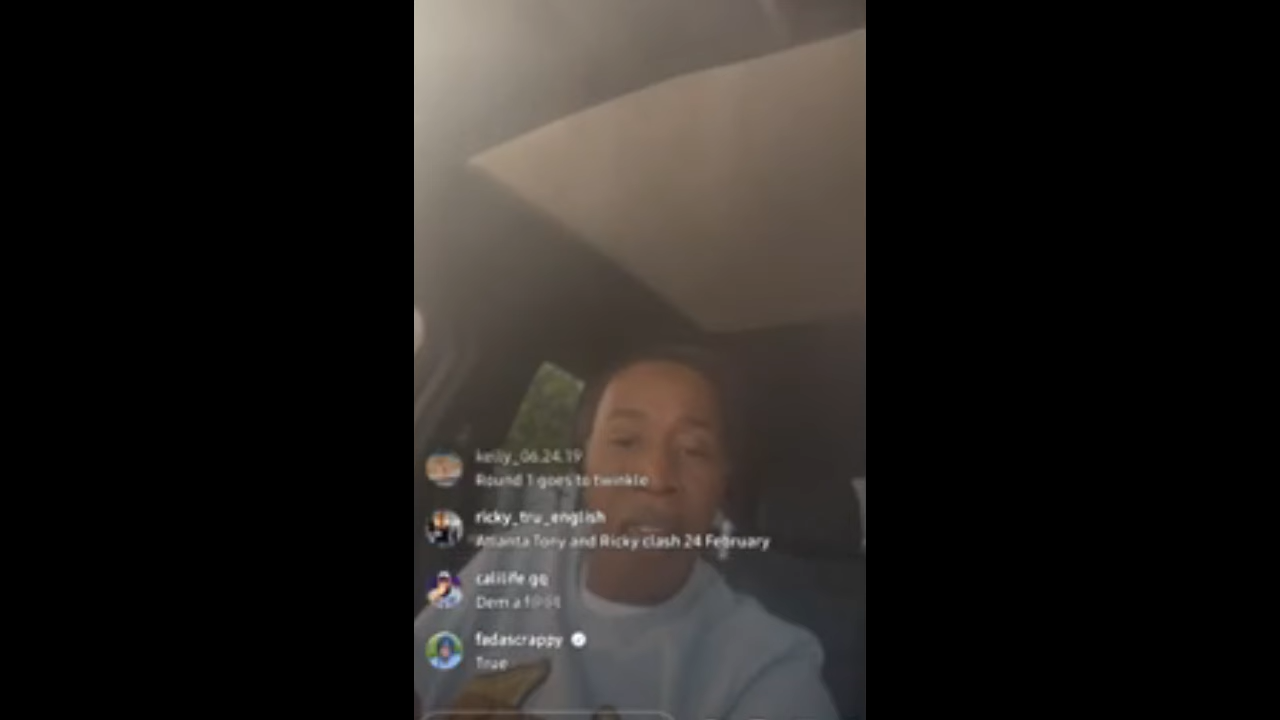 kelly_06.24.19
Round 1 goes to twinkle
ricky_tru_english
Atlanta Tony and Ricky clash 24 February
calilife.gq
Dem a
fadascrappy
True